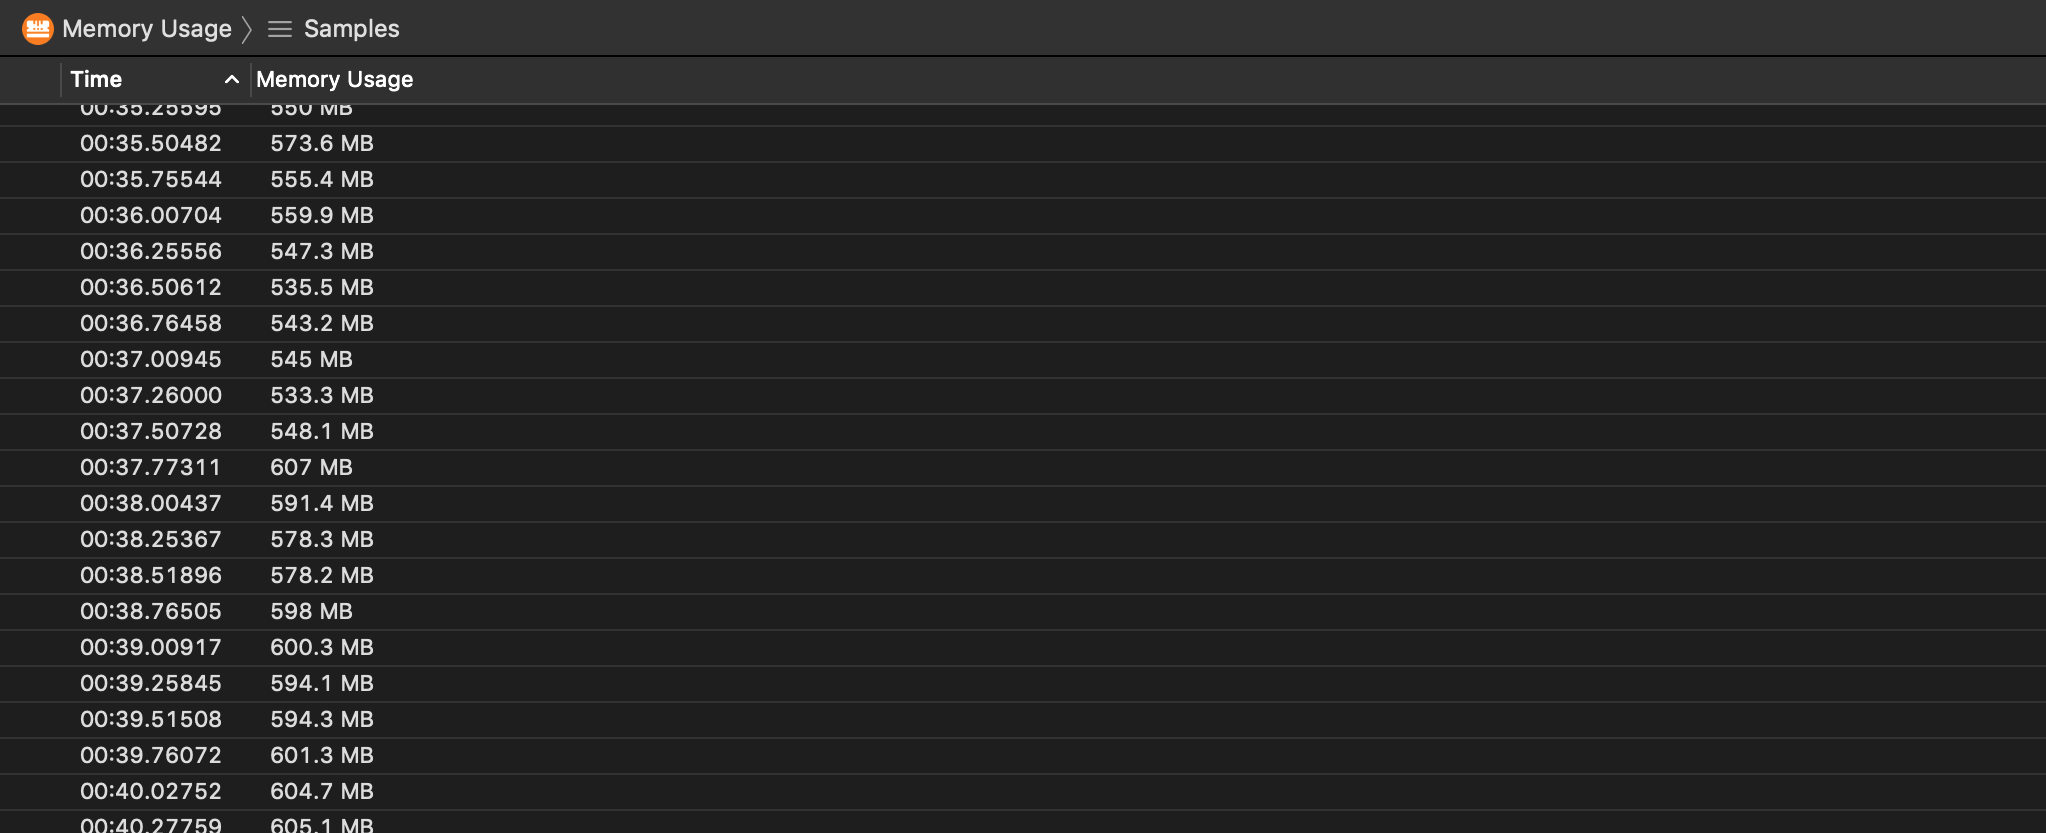 Memory Usage Samples
Time Memory Usage
00:35.25595 550 MB
00:35.50482 573.6 MB
00:35.75544 555.4 MB
00:36.00704 559.9 MB
00:36.25556 547.3 MB
00:36.50612 535.5 MB
00:36.76458 543.2 MB
00:37.00945 545 MB
00:37.26000 533.3 MB
00:37.50728 548.1 MB
00:37.77311 607 MB
00:38.00437 591.4 MB
00:38.25367 578.3 MB
00:38.51896 578.2 MB
00:38.76505 598 MB
00:39.00917 600.3 MB
00:39.25845 594.1 MB
00:39.51508 594.3 MB
00:39.76072 601.3 MB
00:40.02752 604.7 MB
00:40.27759 605.1 MB